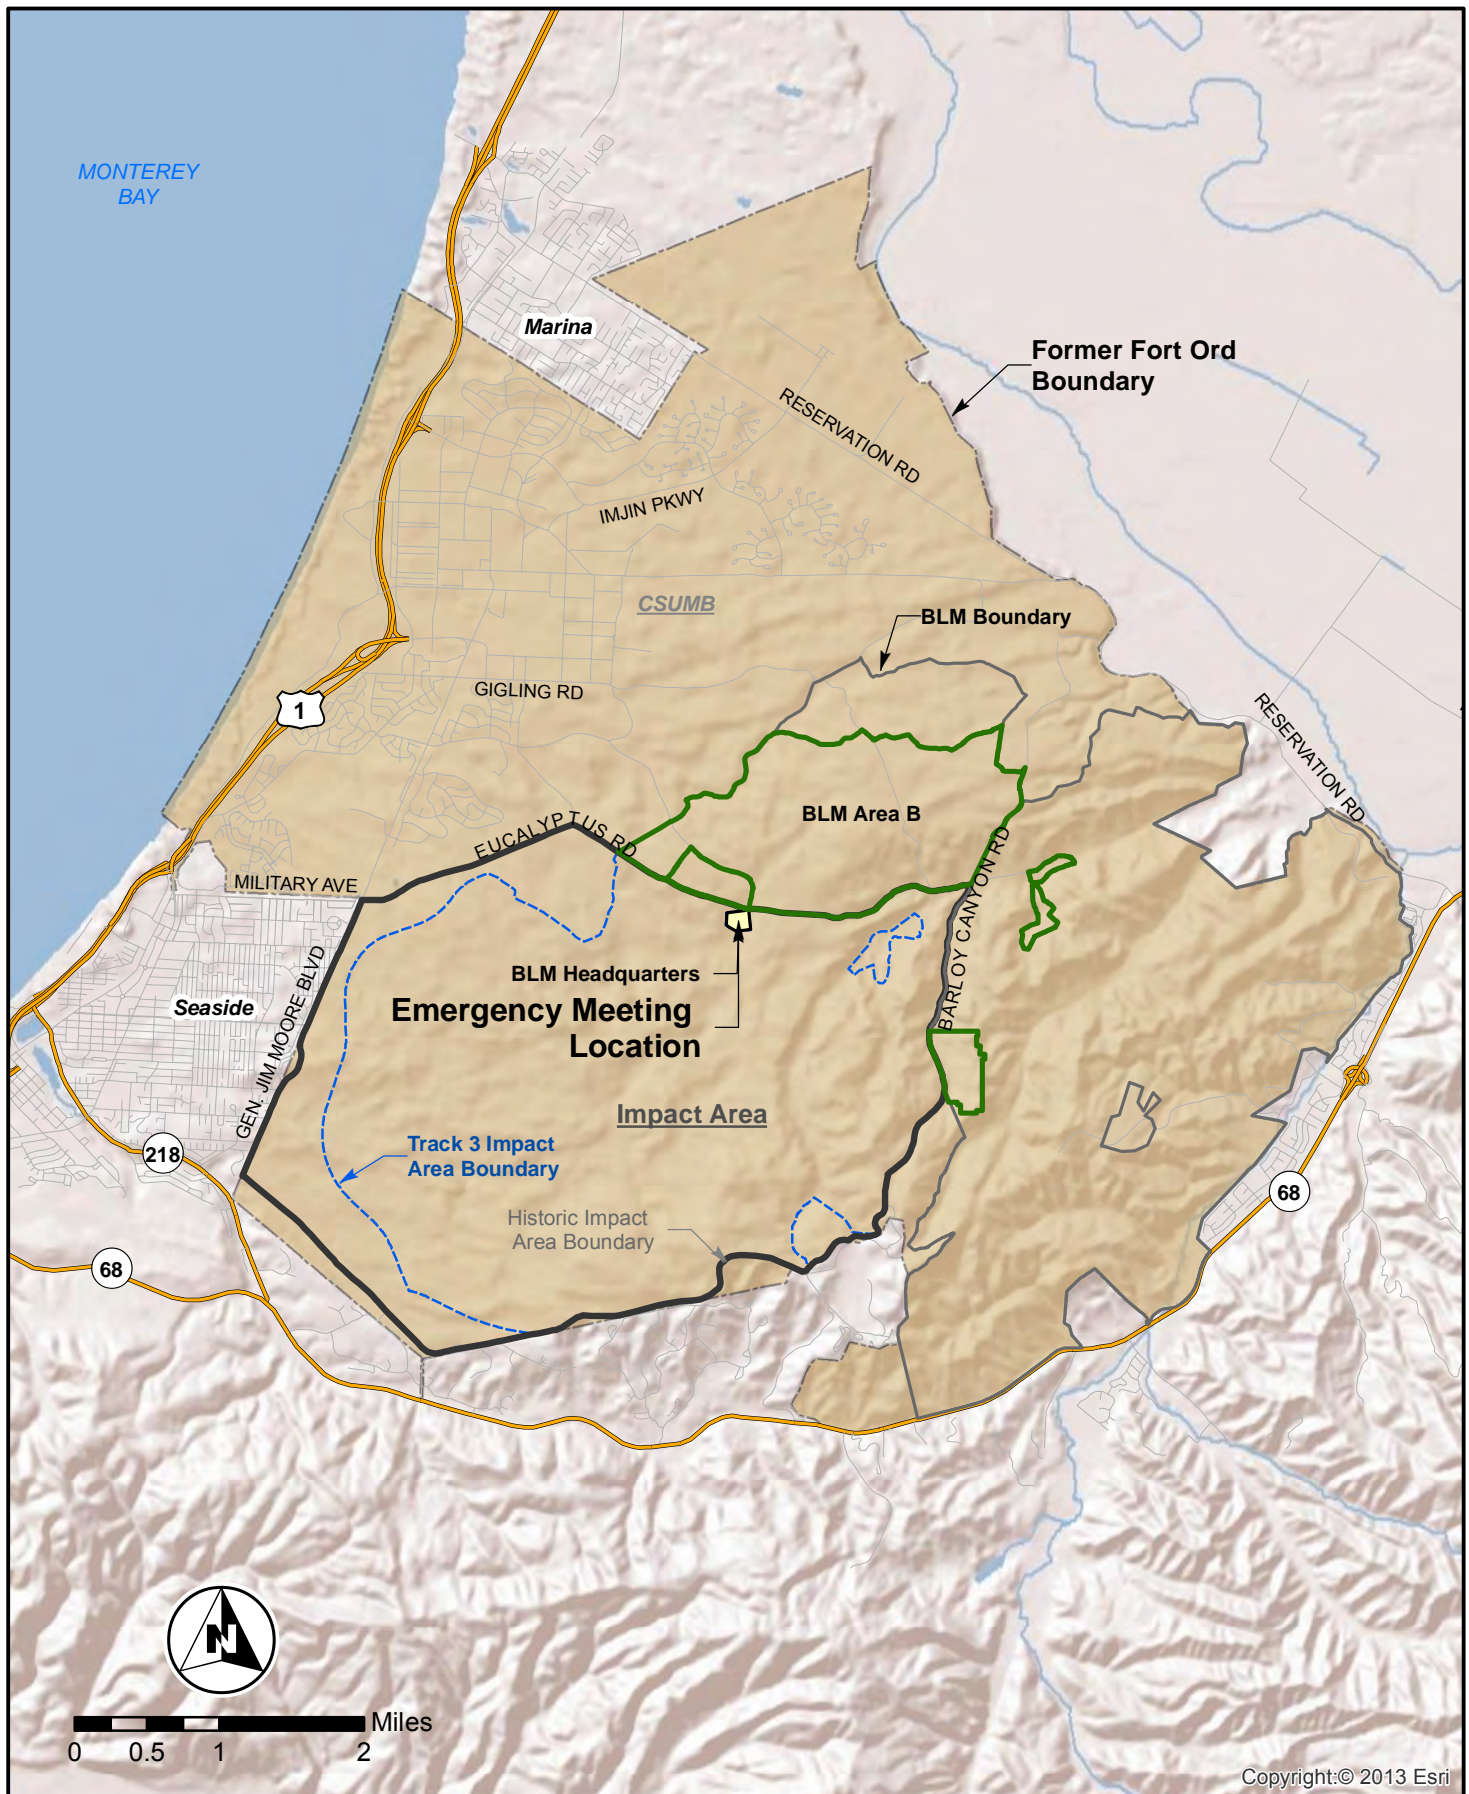 MONTEREY
BAY
Marina
Former Fort Ord
Boundary
RESERVATION RD
IMJIN PKWY
CSUMB
BLM Boundary
GIGLING RD
1
RESERVATION RD
BLM Area B
EUCALYPTUS RD
MILITARY AVE
BARLOY CANYON RD
GEN. JIM MOORE BLVD
BLM Headquarters
Seaside
Emergency Meeting
Location
Impact Area
Track 3 Impact
Area Boundary
218
68
Historic Impact
Area Boundary
68
N
Miles
0 0.5 1 2
Copyright:© 2013 Esri